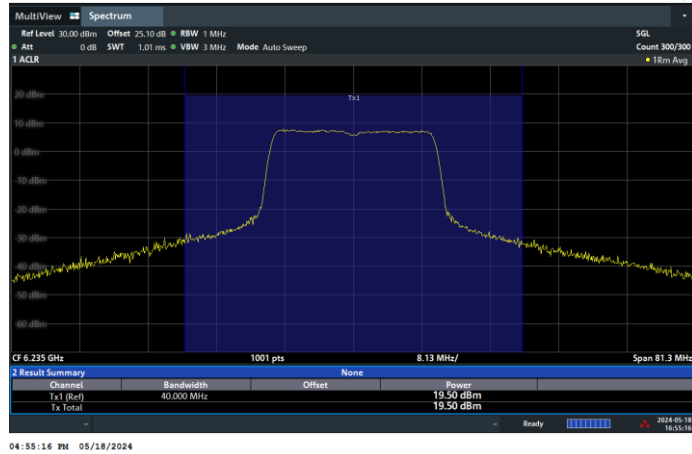 MultiView Spectrum
Ref Level 30.00 dBm Offset 25.10 dB RBW 1 MHz SGL
Att 0 dB SWT 1.01 ms VBW 3 MHz Mode Auto Sweep Count 300/300
1 ACLR 1Rm Avg
Tx1
20 dBm
10 dBm
0 dBm
-10 dBm
-20 dBm
-30 dBm
-40 dBm
-50 dBm
-60 dBm
CF 6.235 GHz 1001 pts 8.13 MHz/ Span 81.3 MHz
2 Result Summary None
Channel Bandwidth Offset Power
Tx1 (Ref) 40.000 MHz 19.50 dBm
Tx Total 19.50 dBm
Ready 2024-05-18
16:55:16
04:55:16 PM 05/18/2024